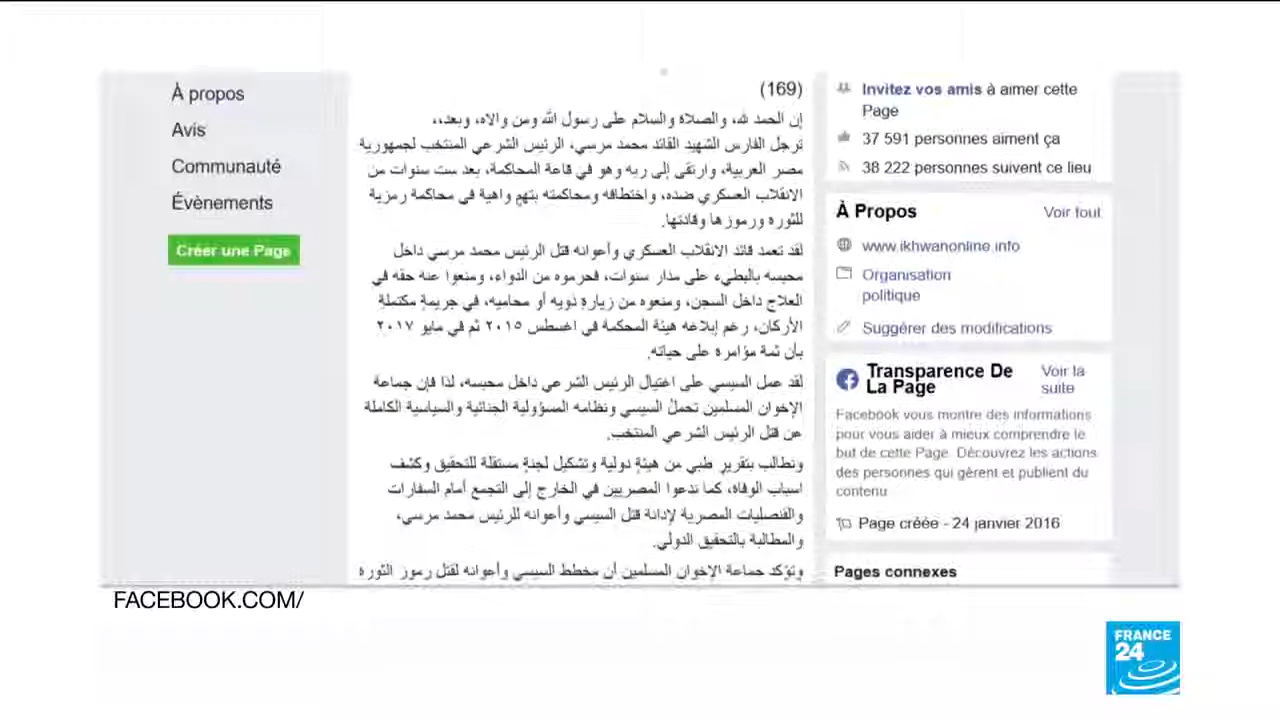 À propos
Avis
Communauté
Évènements
Créer une Page
(169)
إن الحمد لله، والصلاة والسلام على رسول الله ومن والاه، وبعد،،
ترجل الفارس الشهيد القائد محمد مرسي، الرئيس الشرعي المنتخب لجمهورية
مصر العربية، وارتقى إلى ربه وهو في قاعة المحاكمة، بعد ست سنوات من
الانقلاب العسكري ضده، واختطافه ومحاكمته بتهمٍ واهية في محاكمة رمزية
للثورة ورموزها وقادتها.
لقد تعمد قائد الانقلاب العسكري وأعوانه قتل الرئيس محمد مرسي داخل
محبسه بالبطيء على مدار سنوات، فحرموه من الدواء، ومنعوا عنه حقه في
العلاج داخل السجن، ومنعوه من زيارة ذويه أو محاميه، في جريمةٍ مكتملةِ
الأركان، رغم إبلاغه هيئة المحكمة في اغسطس ٢٠١٥ ثم في مايو ٢٠١٧
بأن ثمة مؤامرة على حياته.
لقد عمل السيسي على اغتيال الرئيس الشرعي داخل محبسه، لذا فإن جماعة
الإخوان المسلمين تحملُ السيسي ونظامه المسؤولية الجنائية والسياسية الكاملة
عن قتل الرئيس الشرعي المنتخب.
ونطالب بتقريرٍ طبي من هيئةٍ دولية وتشكيل لجنةٍ مستقلة للتحقيق وكشف
اسباب الوفاة، كما ندعوا المصريين في الخارج إلى التجمع أمام السفارات
والقنصليات المصرية لإدانة قتل السيسي وأعوانه للرئيس محمد مرسي،
والمطالبة بالتحقيق الدولي.
وتؤكد جماعة الإخوان المسلمين أن مخطط السيسي وأعوانه لقتل رموز الثورة
Invitez vos amis à aimer cette
Page
37 591 personnes aiment ça
38 222 personnes suivent ce lieu
À Propos
Voir tout
www.ikhwanonline.info
Organisation
politique
Suggérer des modifications
Transparence De
La Page
Voir la
suite
Facebook vous montre des informations
pour vous aider à mieux comprendre le
but de cette Page. Découvrez les actions
des personnes qui gèrent et publient du
contenu
Page créée - 24 janvier 2016
Pages connexes
FACEBOOK.COM/
FRANCE
24